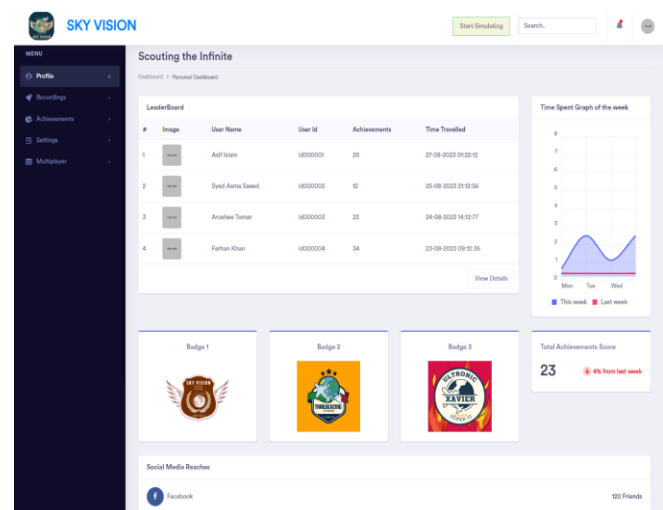 SKY VISION
Start Simulating
Search..
MENU
Profile
Recordings
Achievements
Settings
Multiplayer
Scouting the Infinite
Dashboard > Personal Dashboard
LeaderBoard
# Image User Name User Id Achievements Time Travelled
1 Asif Islam id000001 20 27-08-2023 01:22:12
2 Syed Asma Saeed id000002 12 25-08-2023 21:12:56
3 Arushee Tomar id000003 23 24-08-2023 14:12:77
4 Farhan Khan id000004 34 23-08-2023 09:12:35
View Details
Time Spent Graph of the week
8
7
6
5
4
3
2
1
0
Mon Tue Wed
This week Last week
Badge 1
SKY VISION
Badge 2
Badge 3
ULTRONIC
XAVIER
Total Achievements Score
23 4% from last week
Social Media Reaches
f Facebook 120 Friends